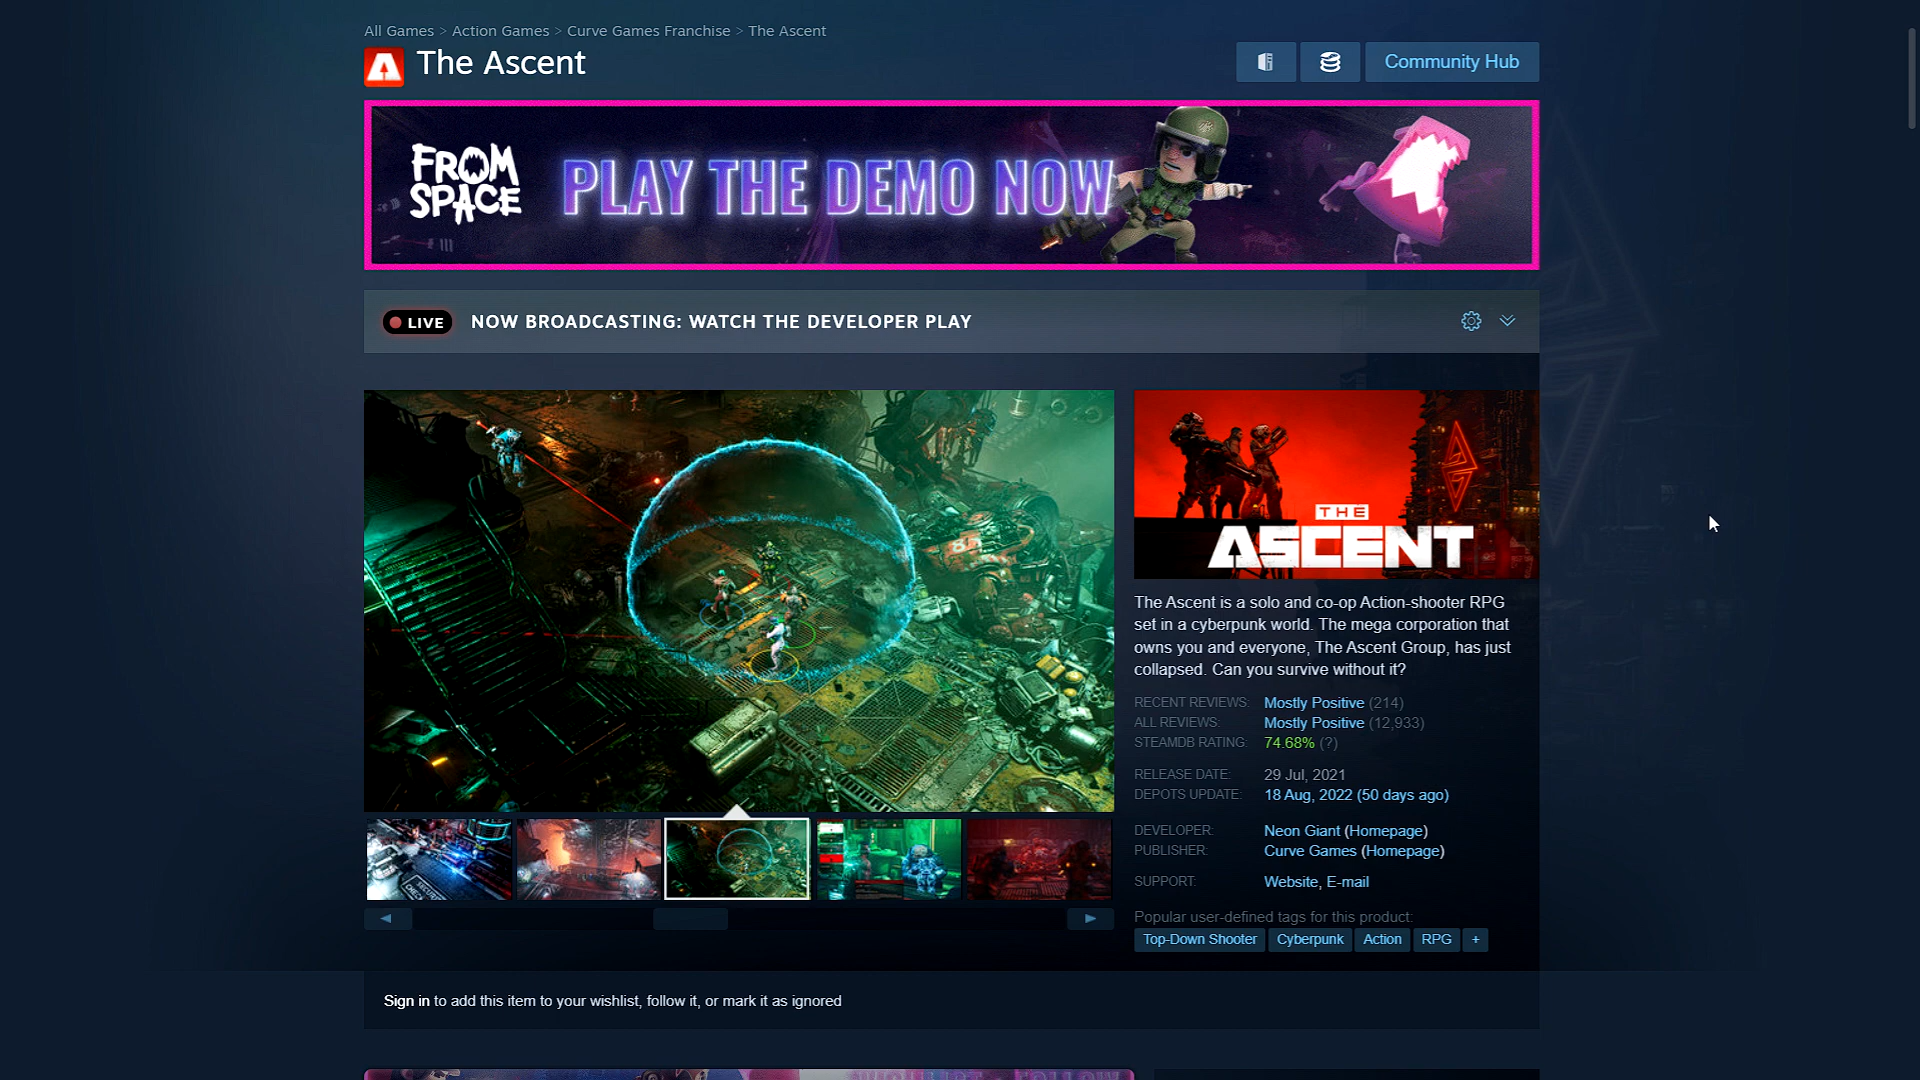 All Games > Action Games > Curve Games Franchise > The Ascent
The Ascent
Community Hub
FROM
SPACE
PLAY THE DEMO NOW
LIVE
NOW BROADCASTING: WATCH THE DEVELOPER PLAY
THE
ASCENT
The Ascent is a solo and co-op Action-shooter RPG
set in a cyberpunk world. The mega corporation that
owns you and everyone, The Ascent Group, has just
collapsed. Can you survive without it?
RECENT REVIEWS: Mostly Positive (214)
ALL REVIEWS: Mostly Positive (12,933)
STEAMDB RATING: 74.68% (?)
RELEASE DATE: 29 Jul, 2021
DEPOTS UPDATE: 18 Aug, 2022 (50 days ago)
DEVELOPER: Neon Giant (Homepage)
PUBLISHER: Curve Games (Homepage)
SUPPORT: Website, E-mail
Popular user-defined tags for this product:
Top-Down Shooter Cyberpunk Action RPG +
Sign in to add this item to your wishlist, follow it, or mark it as ignored